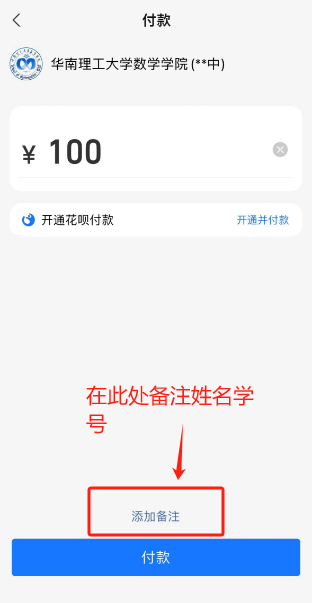 付款
华南理工大学数学学院 (**中)
¥ 100
开通花呗付款 开通并付款
在此处备注姓名学
号
添加备注
付款